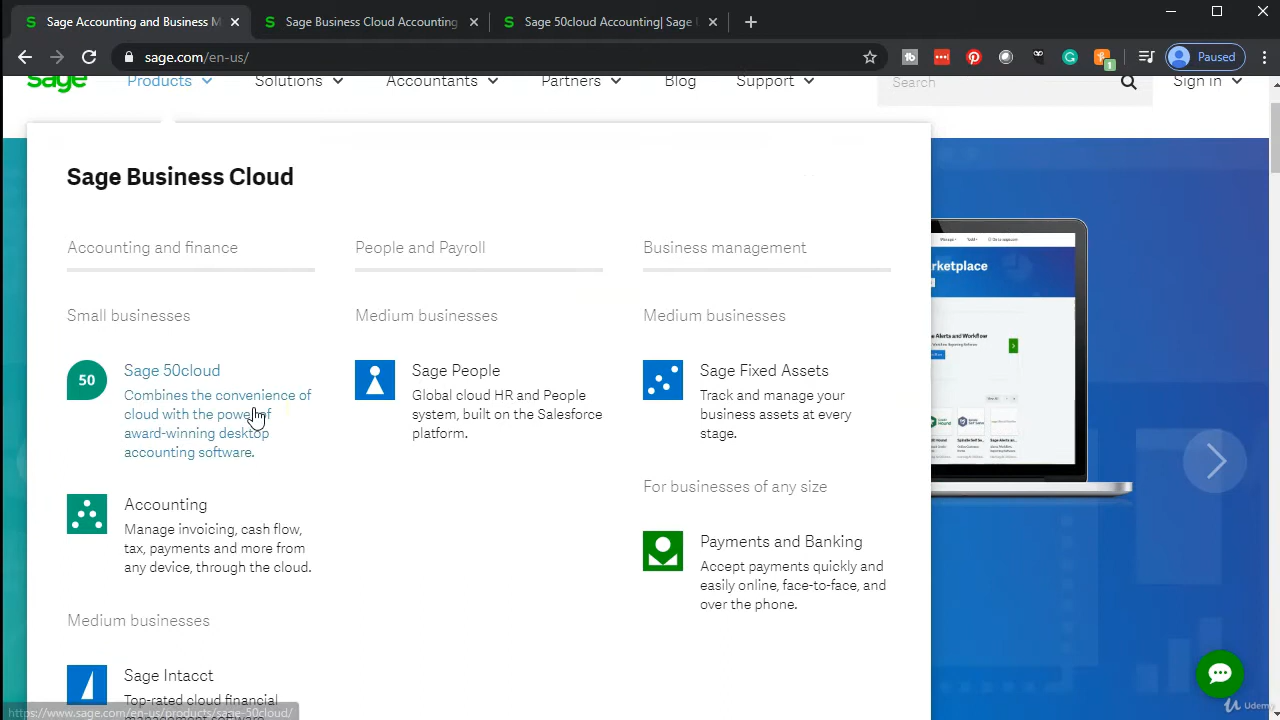 Sage Accounting and Business M
Sage Business Cloud Accounting
Sage 50cloud Accounting| Sage
sage.com/en-us/
1
Paused
sage
Products
Solutions
Accountants
Partners
Blog
Support
Search
Sign in
Sage Business Cloud
Accounting and finance
People and Payroll
Business management
Small businesses
Medium businesses
Medium businesses
50
Sage 50cloud
Combines the convenience of
cloud with the power of
award-winning desktop
accounting software.
Sage People
Global cloud HR and People
system, built on the Salesforce
platform.
Sage Fixed Assets
Track and manage your
business assets at every
stage.
Accounting
Manage invoicing, cash flow,
tax, payments and more from
any device, through the cloud.
For businesses of any size
Payments and Banking
Accept payments quickly and
easily online, face-to-face, and
over the phone.
Medium businesses
Sage Intacct
Top-rated cloud financial
rketplace
https://www.sage.com/en-us/products/sage-50cloud/
Udemy